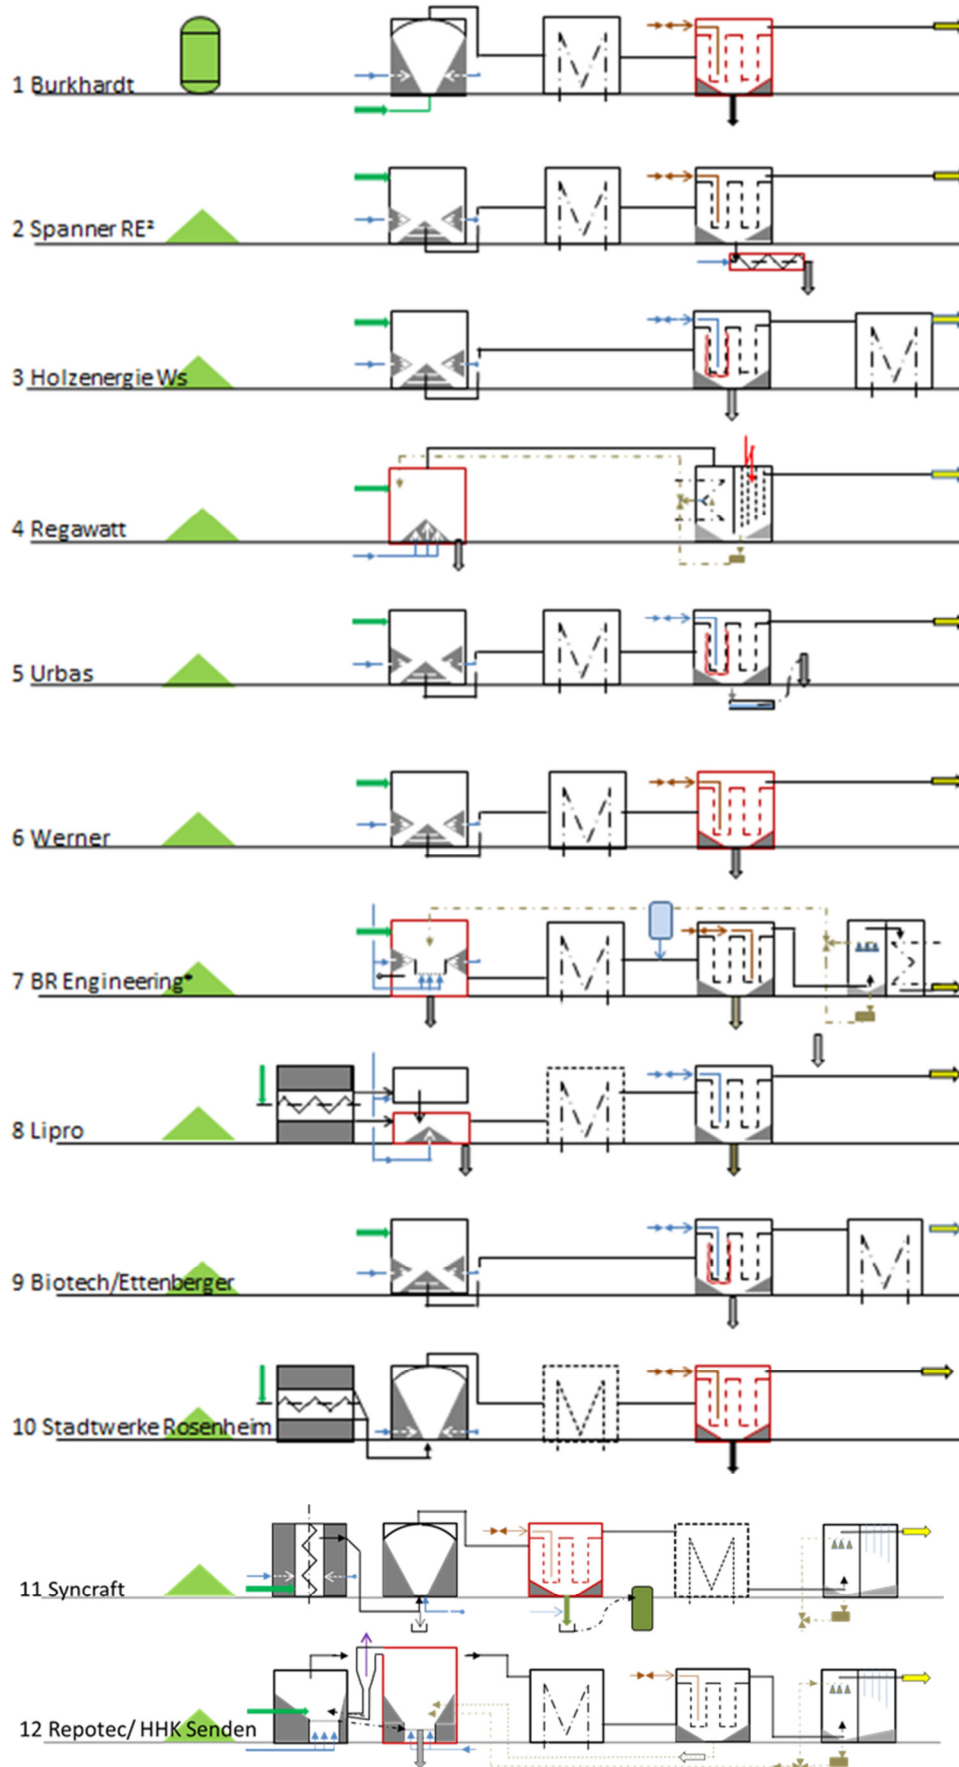 1 Burkhardt
2 Spanner RE²
3 Holzenergie Ws
4 Regawatt
5 Urbas
6 Werner
7 BR Engineering*
8 Lipro
9 Biotech/Ettenberger
10 Stadtwerke Rosenheim
11 Syncraft
12 Repotec/ HHK Senden